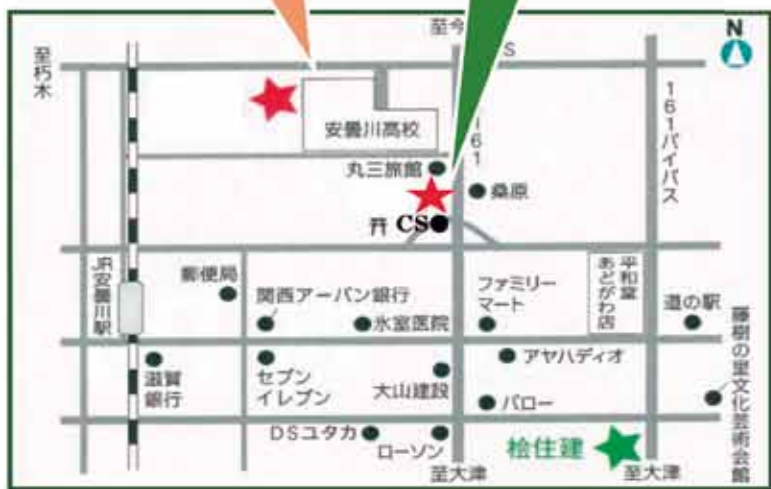 至今
N
S
至朽木
161バイパス
安曇川高校
161
丸三旅館
桑原
CS
JR安曇川駅
郵便局
関西アーバン銀行
ファミリー
マート
平和堂
あどがわ店
道の駅
氷室医院
藤樹の里文化芸術会館
滋賀
銀行
セブン
イレブン
大山建設
アヤハディオ
バロー
DSユタカ
ローソン
桧住建
至大津
至大津